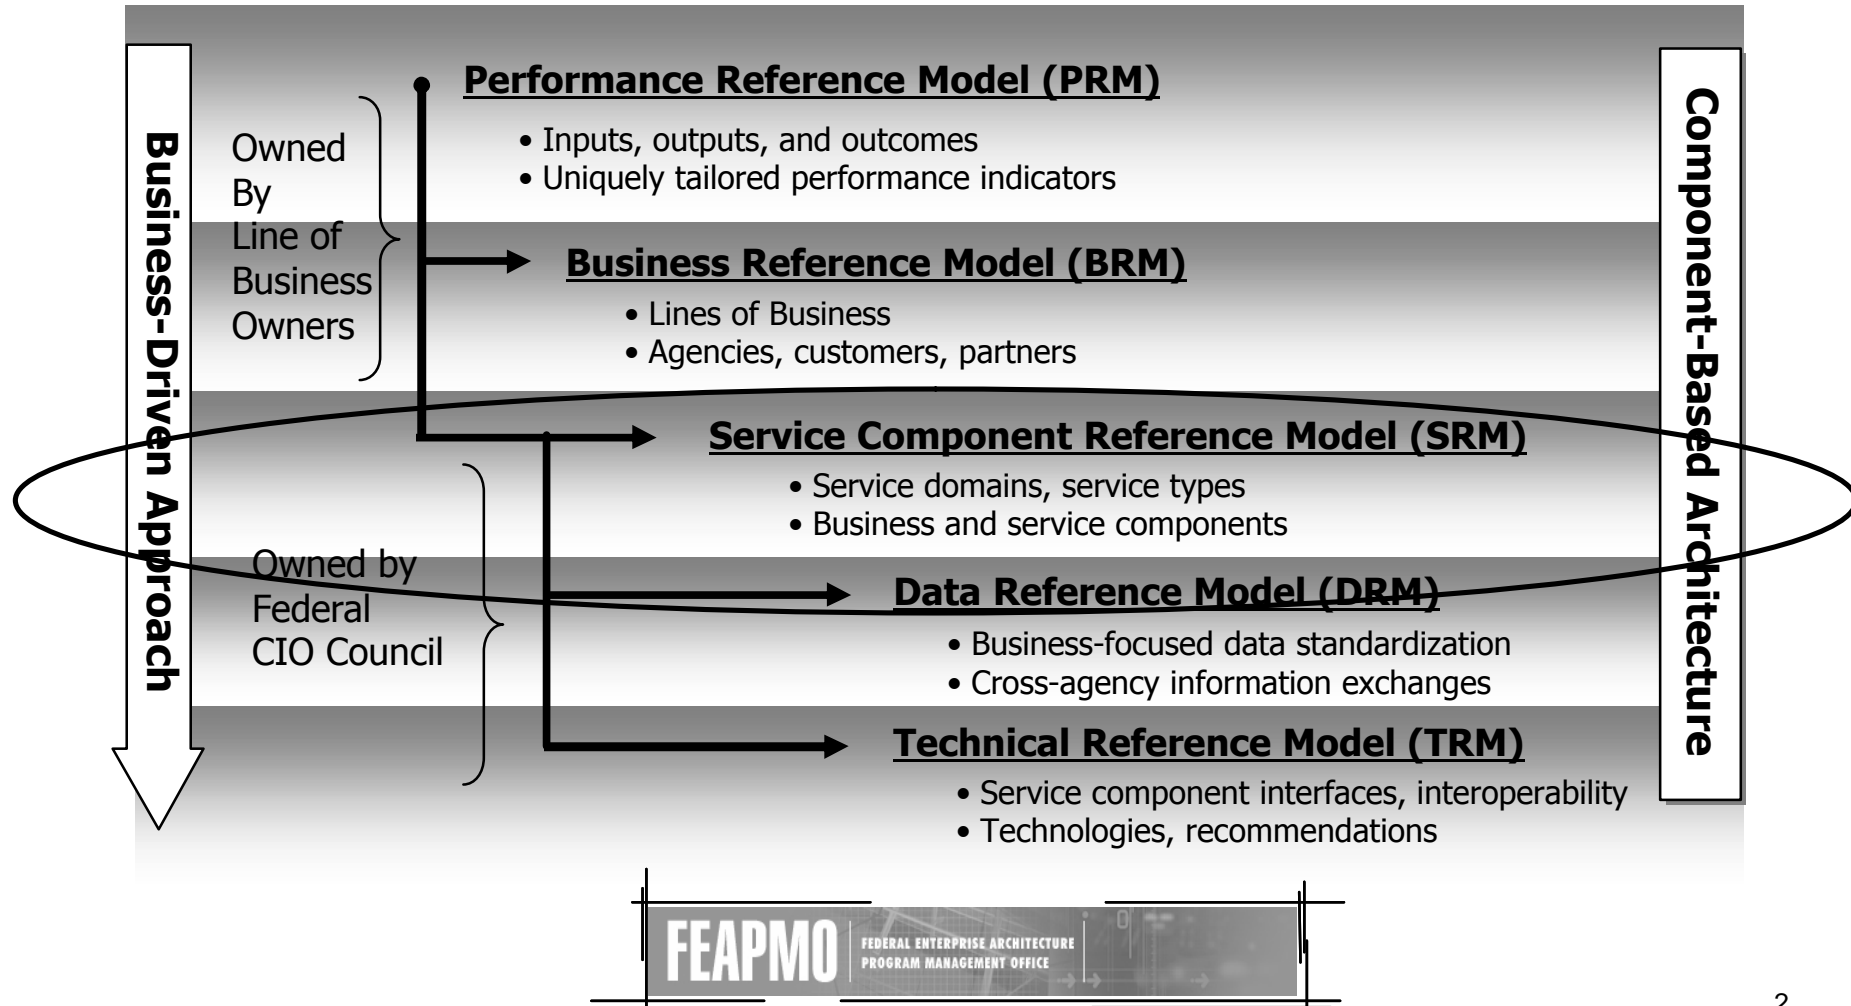 Performance Reference Model (PRM)
• Inputs, outputs, and outcomes
• Uniquely tailored performance indicators
Business Reference Model (BRM)
• Lines of Business
• Agencies, customers, partners
Service Component Reference Model (SRM)
• Service domains, service types
• Business and service components
Data Reference Model (DRM)
• Business-focused data standardization
• Cross-agency information exchanges
Technical Reference Model (TRM)
• Service component interfaces, interoperability
• Technologies, recommendations
Business-Driven Approach
Owned
By
Line of
Business
Owners
Owned by
Federal
CIO Council
Component-Based Architecture
FEAPMO
FEDERAL ENTERPRISE ARCHITECTURE
PROGRAM MANAGEMENT OFFICE
2